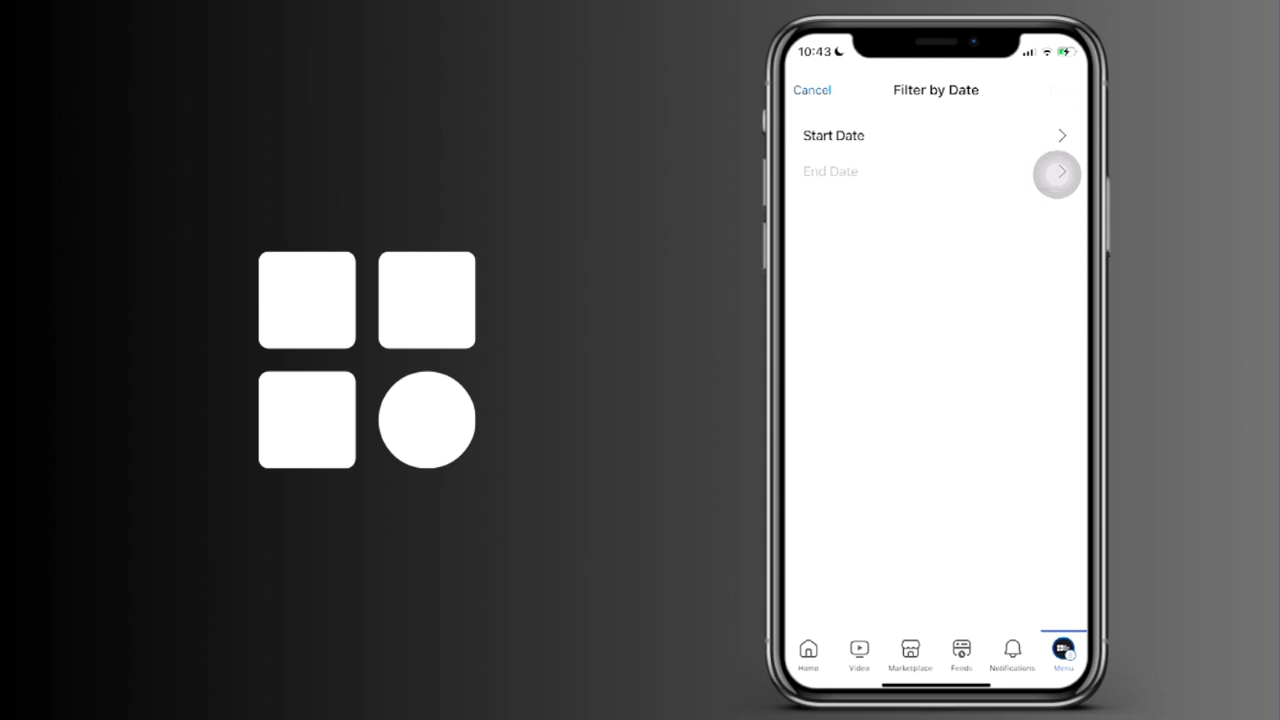 10:43
Cancel
Filter by Date
Start Date
End Date
Home
Video
Marketplace
Feeds
Notifications
Menu